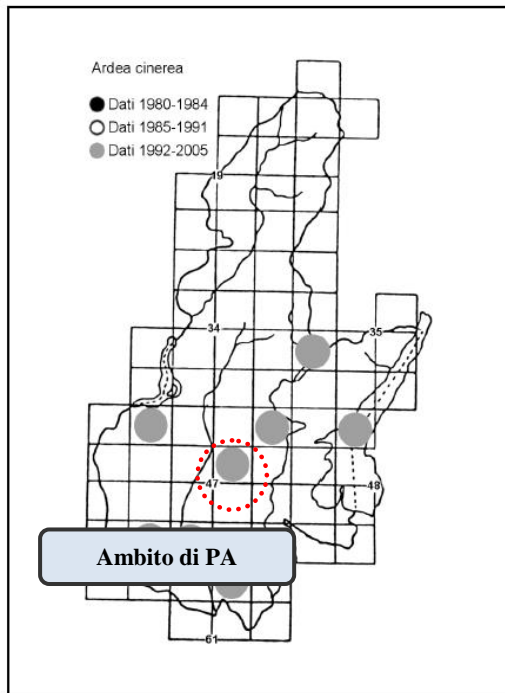 Ardea cinerea
Dati 1980-1984
Dati 1985-1991
Dati 1992-2005
19
34
35
47
48
Ambito di PA
61